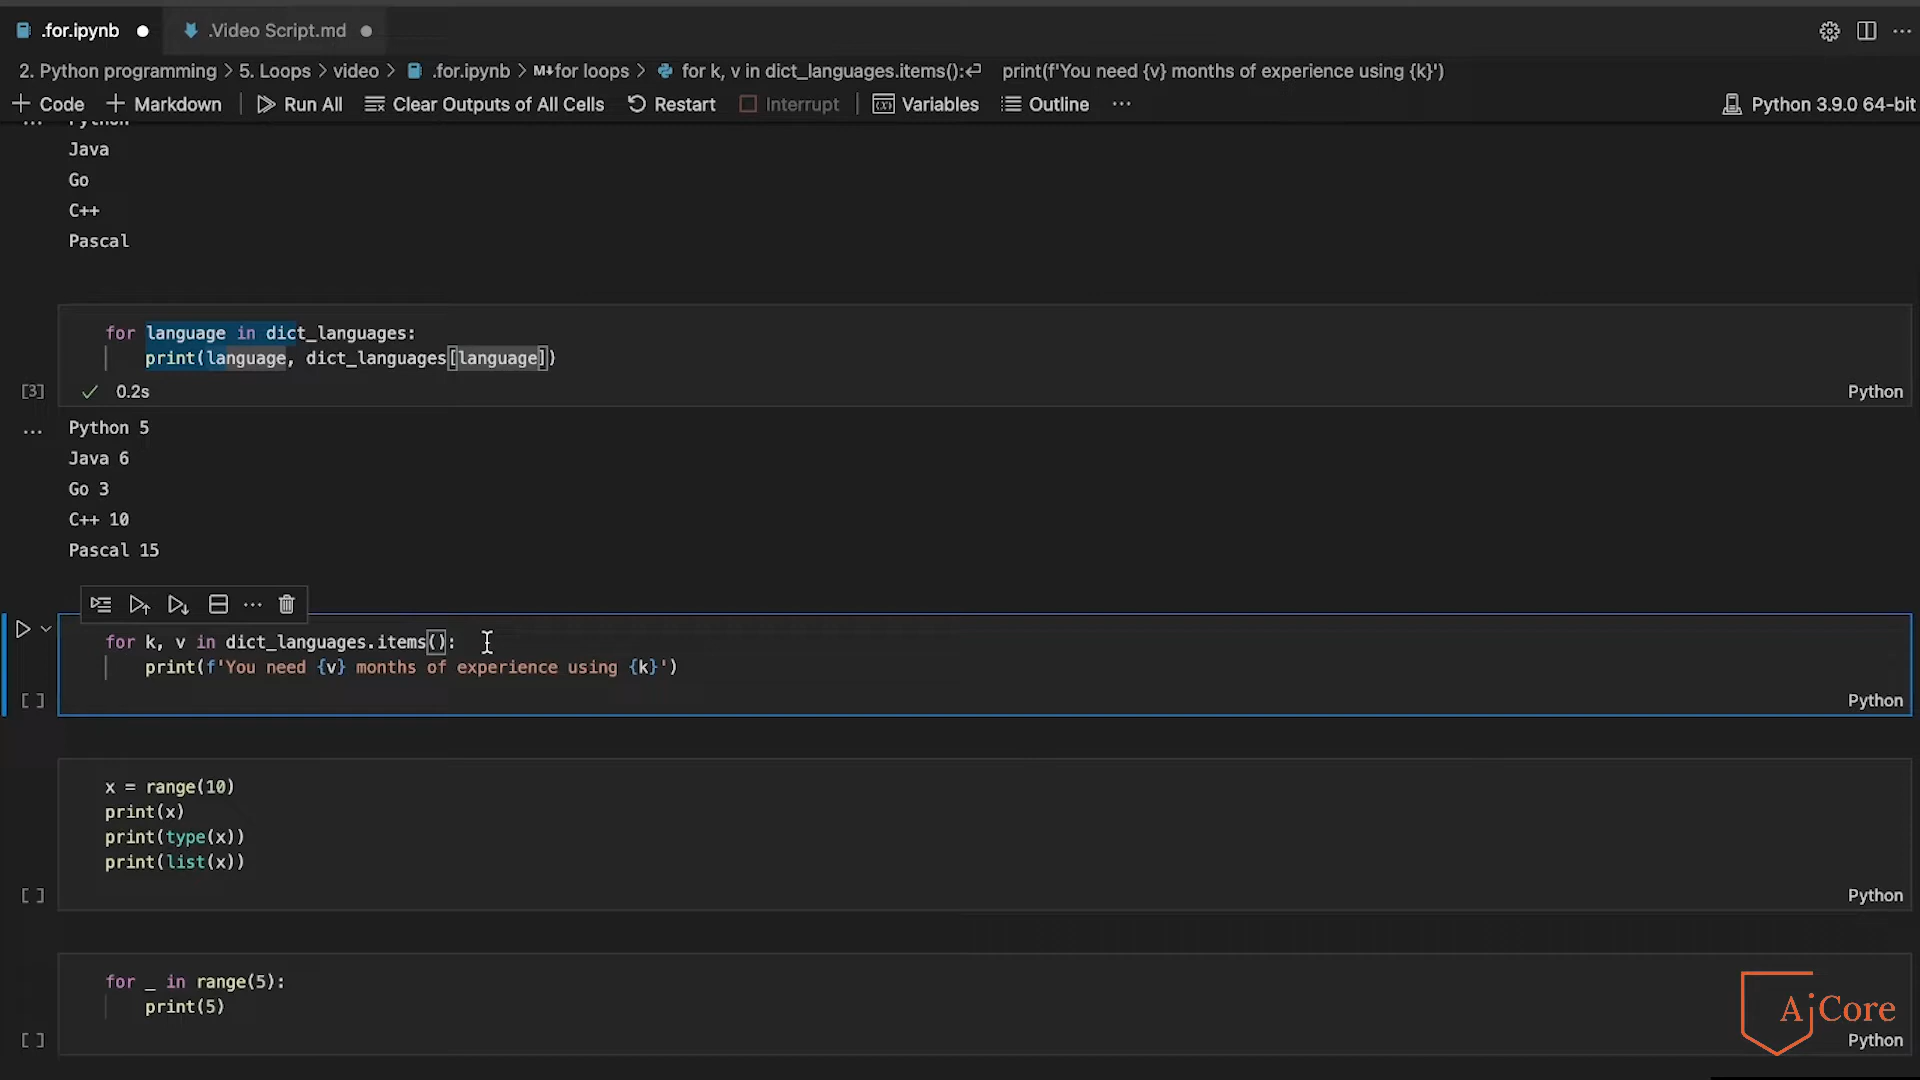 .for.ipynb
.Video Script.md
2. Python programming > 5. Loops > video > .for.ipynb > M↓for loops > for k, v in dict_languages.items():↵ print(f'You need {v} months of experience using {k}')
+ Code + Markdown Run All Clear Outputs of All Cells Restart Interrupt Variables Outline ··· Python 3.9.0 64-bit
... Python
Java
Go
C++
Pascal
for language in dict_languages:
print(language, dict_languages[language])
[3] ✓ 0.2s Python
... Python 5
Java 6
Go 3
C++ 10
Pascal 15
for k, v in dict_languages.items():
print(f'You need {v} months of experience using {k}')
[ ] Python
x = range(10)
print(x)
print(type(x))
print(list(x))
[ ] Python
for _ in range(5):
print(5)
AiCore
[ ] Python